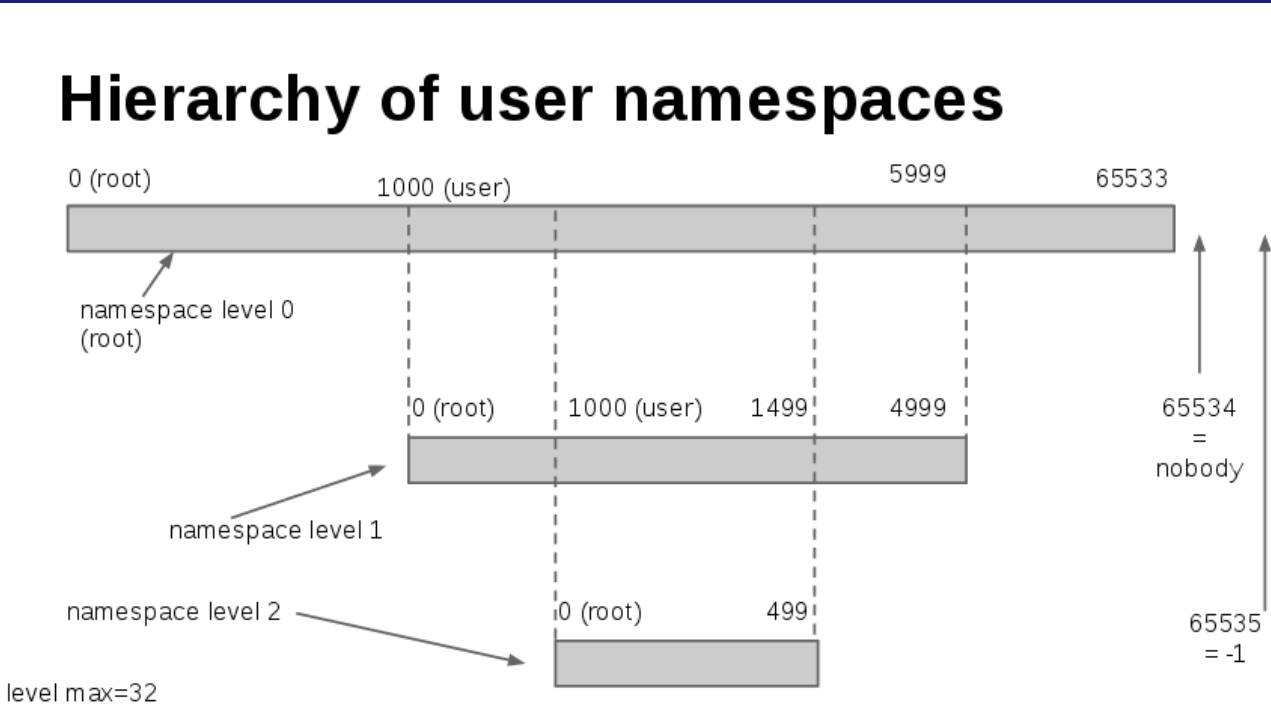 Hierarchy of user namespaces
0 (root)
1000 (user)
5999
65533
namespace level 0
(root)
0 (root)
1000 (user)
1499
4999
65534
=
nobody
namespace level 1
namespace level 2
0 (root)
499
65535
= -1
level max=32